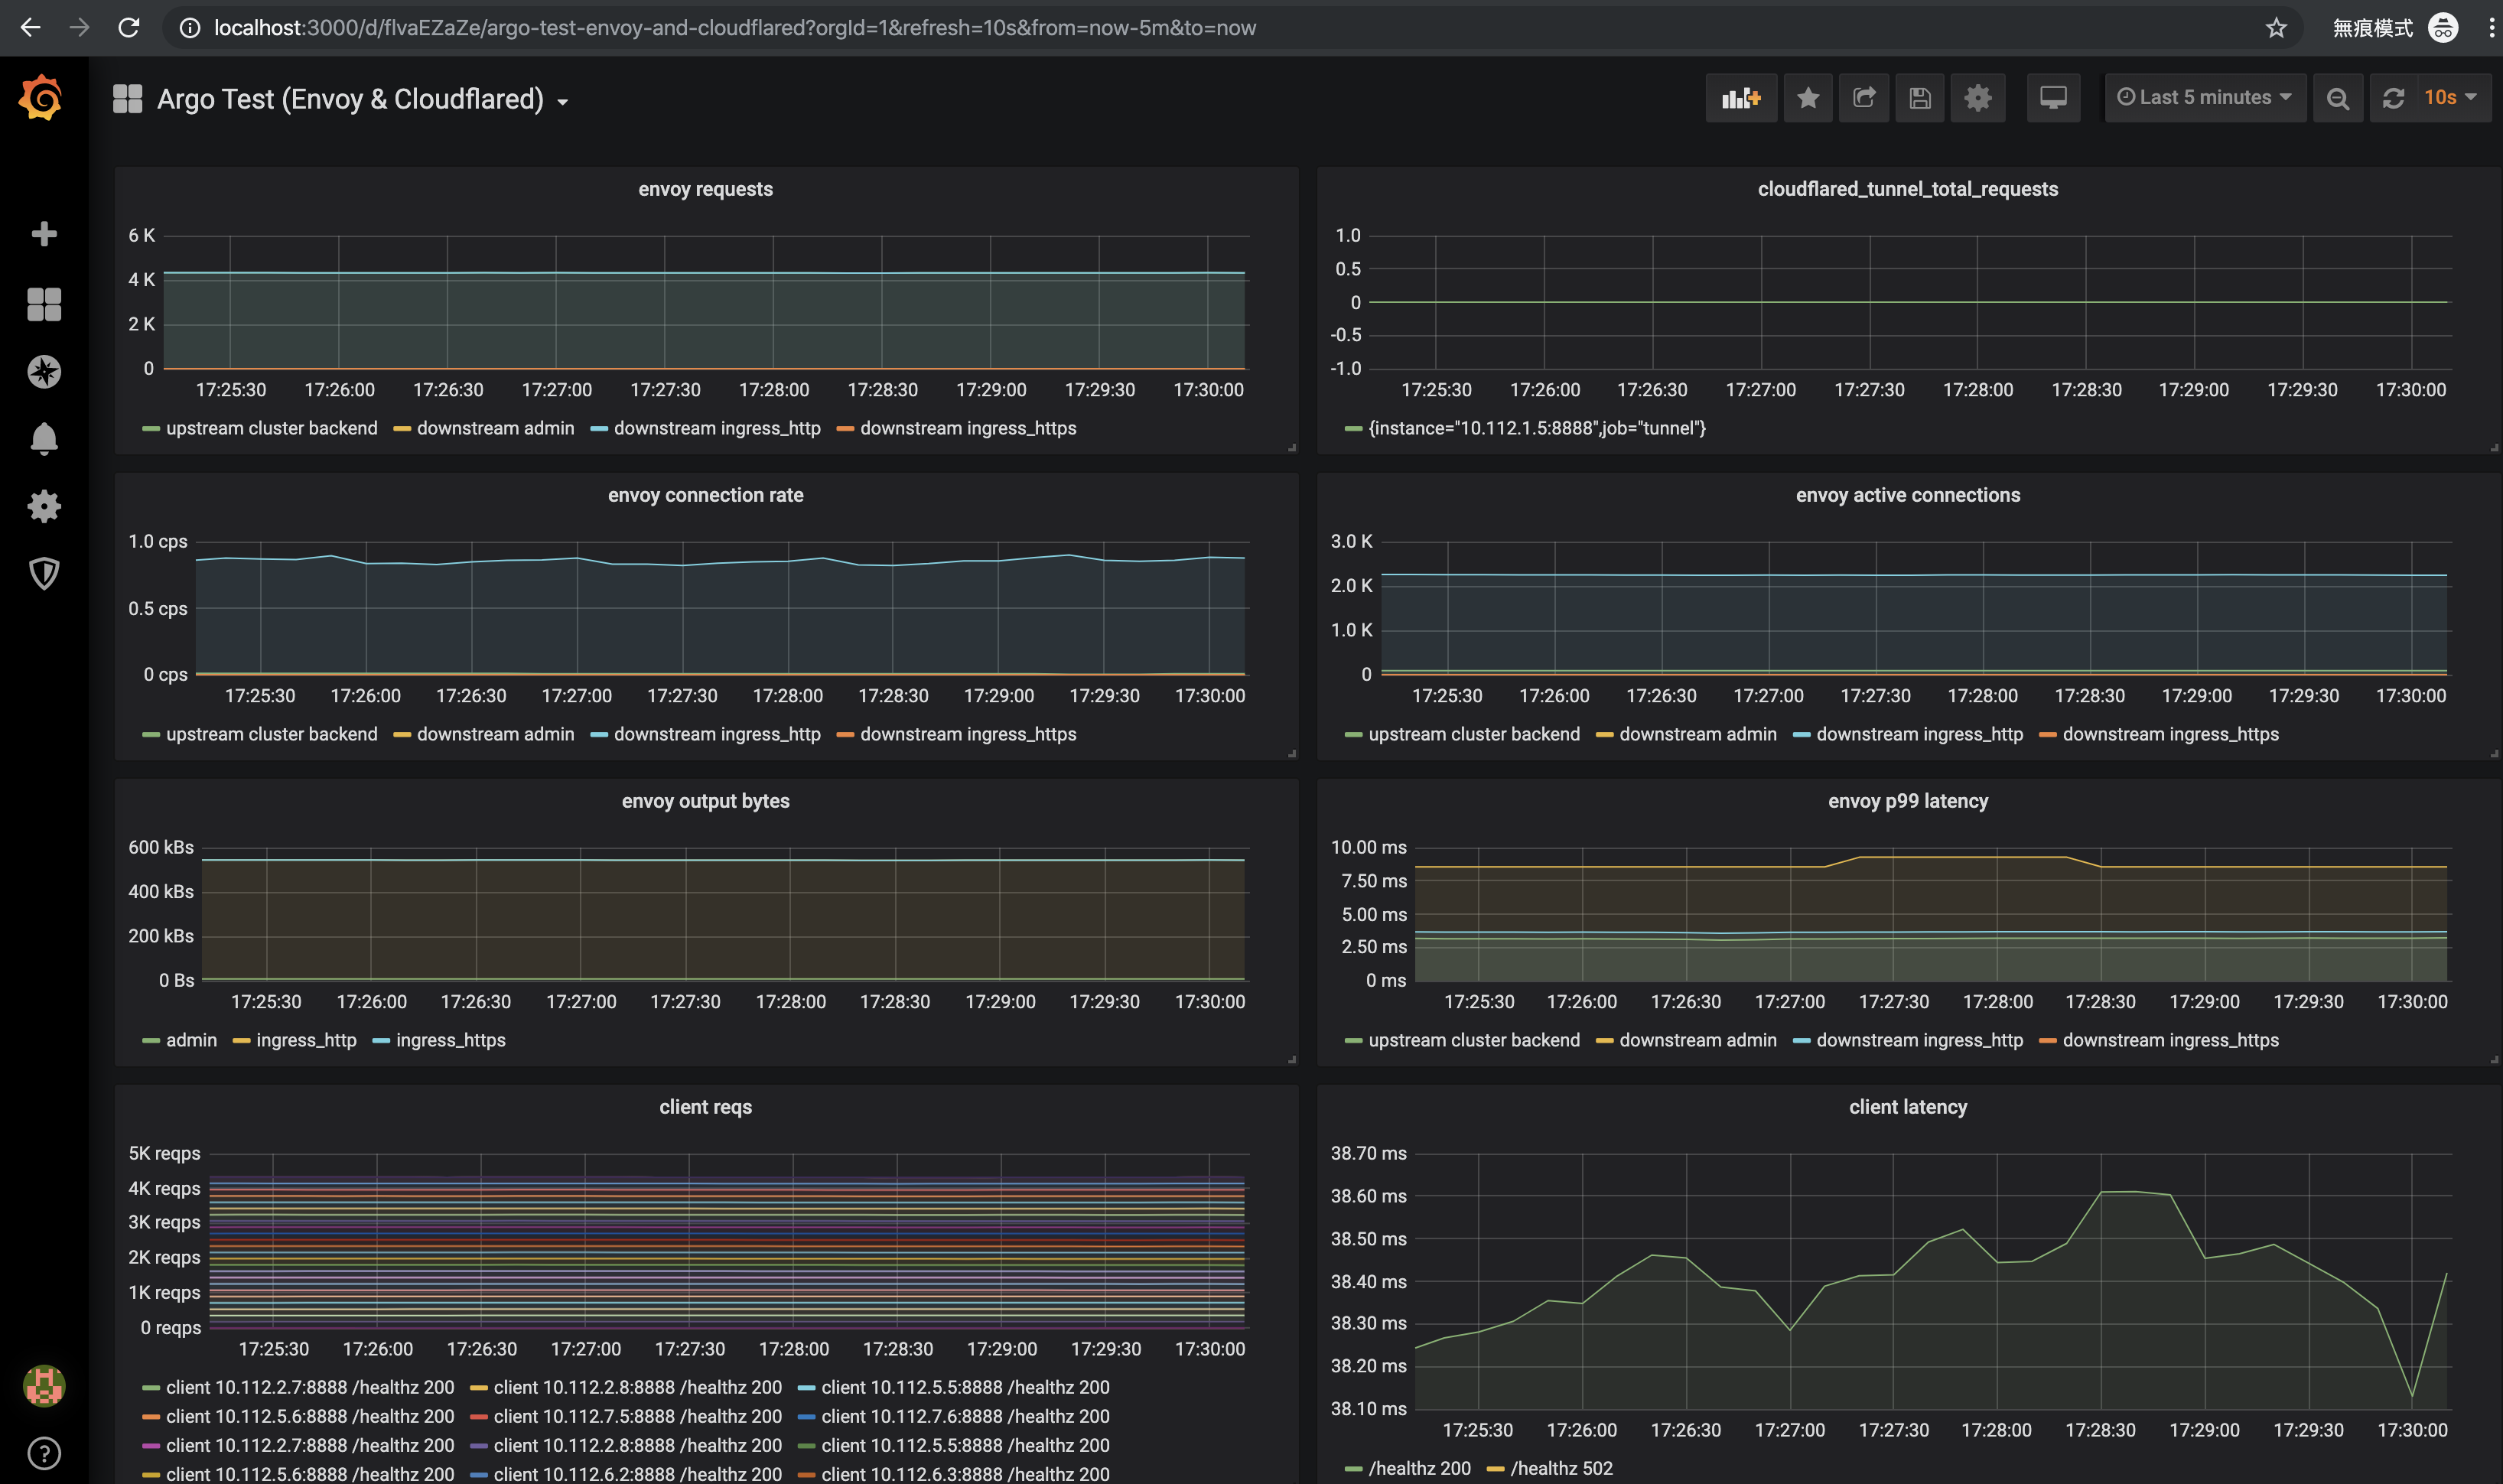 localhost:3000/d/flvaEZaZe/argo-test-envoy-and-cloudflared?orgId=1&refresh=10s&from=now-5m&to=now
無痕模式
Argo Test (Envoy & Cloudflared)
Last 5 minutes
10s
envoy requests
6 K
4 K
2 K
0
17:25:30 17:26:00 17:26:30 17:27:00 17:27:30 17:28:00 17:28:30 17:29:00 17:29:30 17:30:00
upstream cluster backend downstream admin downstream ingress_http downstream ingress_https
cloudflared_tunnel_total_requests
1.0
0.5
0
-0.5
-1.0
17:25:30 17:26:00 17:26:30 17:27:00 17:27:30 17:28:00 17:28:30 17:29:00 17:29:30 17:30:00
{instance="10.112.1.5:8888",job="tunnel"}
envoy connection rate
1.0 cps
0.5 cps
0 cps
17:25:30 17:26:00 17:26:30 17:27:00 17:27:30 17:28:00 17:28:30 17:29:00 17:29:30 17:30:00
upstream cluster backend downstream admin downstream ingress_http downstream ingress_https
envoy active connections
3.0 K
2.0 K
1.0 K
0
17:25:30 17:26:00 17:26:30 17:27:00 17:27:30 17:28:00 17:28:30 17:29:00 17:29:30 17:30:00
upstream cluster backend downstream admin downstream ingress_http downstream ingress_https
envoy output bytes
600 kBs
400 kBs
200 kBs
0 Bs
17:25:30 17:26:00 17:26:30 17:27:00 17:27:30 17:28:00 17:28:30 17:29:00 17:29:30 17:30:00
admin ingress_http ingress_https
envoy p99 latency
10.00 ms
7.50 ms
5.00 ms
2.50 ms
0 ms
17:25:30 17:26:00 17:26:30 17:27:00 17:27:30 17:28:00 17:28:30 17:29:00 17:29:30 17:30:00
upstream cluster backend downstream admin downstream ingress_http downstream ingress_https
client reqs
5K reqps
4K reqps
3K reqps
2K reqps
1K reqps
0 reqps
17:25:30 17:26:00 17:26:30 17:27:00 17:27:30 17:28:00 17:28:30 17:29:00 17:29:30 17:30:00
client 10.112.2.7:8888 /healthz 200 client 10.112.2.8:8888 /healthz 200 client 10.112.5.5:8888 /healthz 200
client 10.112.5.6:8888 /healthz 200 client 10.112.7.5:8888 /healthz 200 client 10.112.7.6:8888 /healthz 200
client 10.112.2.7:8888 /healthz 200 client 10.112.2.8:8888 /healthz 200 client 10.112.5.5:8888 /healthz 200
client 10.112.5.6:8888 /healthz 200 client 10.112.6.2:8888 /healthz 200 client 10.112.6.3:8888 /healthz 200
client latency
38.70 ms
38.60 ms
38.50 ms
38.40 ms
38.30 ms
38.20 ms
38.10 ms
17:25:30 17:26:00 17:26:30 17:27:00 17:27:30 17:28:00 17:28:30 17:29:00 17:29:30 17:30:00
/healthz 200 /healthz 502